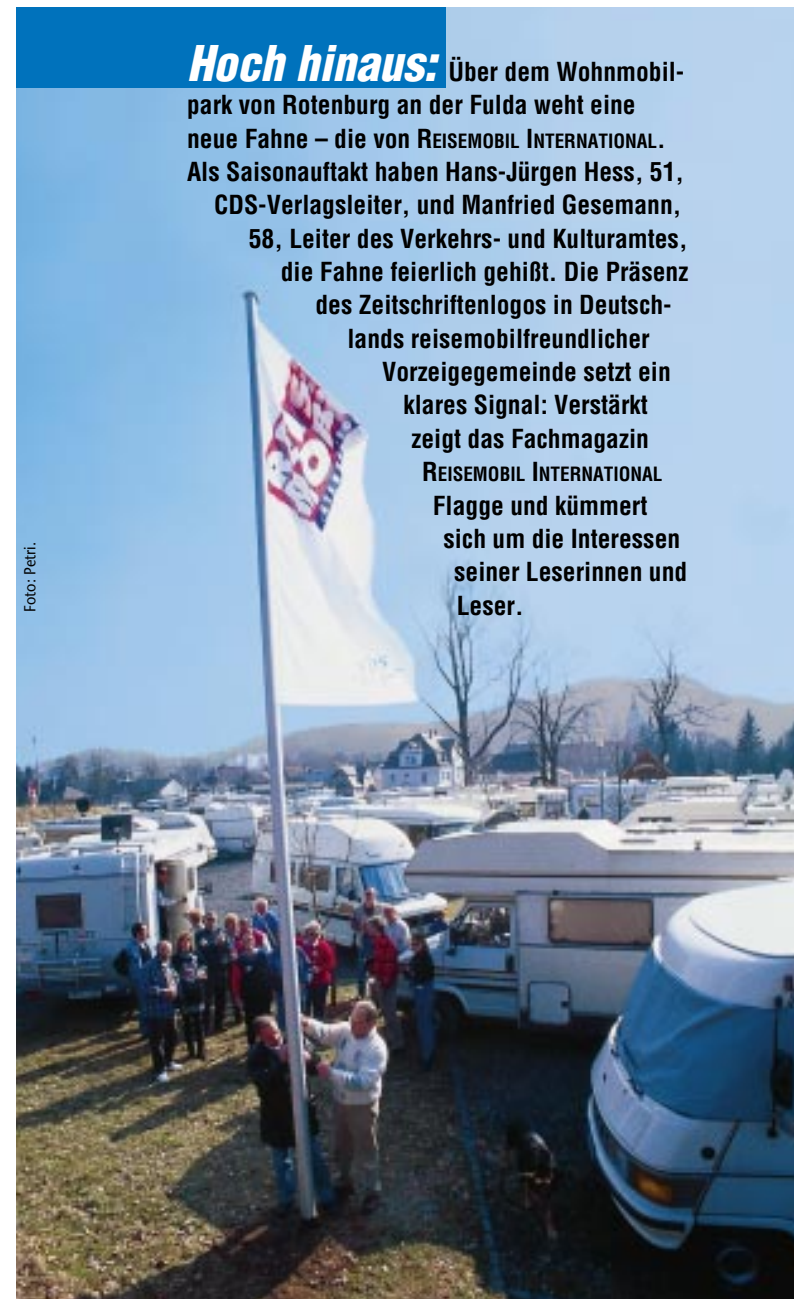 Hoch hinaus: Über dem Wohnmobil-
park von Rotenburg an der Fulda weht eine
neue Fahne – die von REISEMOBIL INTERNATIONAL.
Als Saisonauftakt haben Hans-Jürgen Hess, 51,
CDS-Verlagsleiter, und Manfried Gesemann,
58, Leiter des Verkehrs- und Kulturamtes,
die Fahne feierlich gehißt. Die Präsenz
des Zeitschriftenlogos in Deutsch-
lands reisemobilfreundlicher
Vorzeigegemeinde setzt ein
klares Signal: Verstärkt
zeigt das Fachmagazin
REISEMOBIL INTERNATIONAL
Flagge und kümmert
sich um die Interessen
seiner Leserinnen und
Leser.
Foto: Petri.